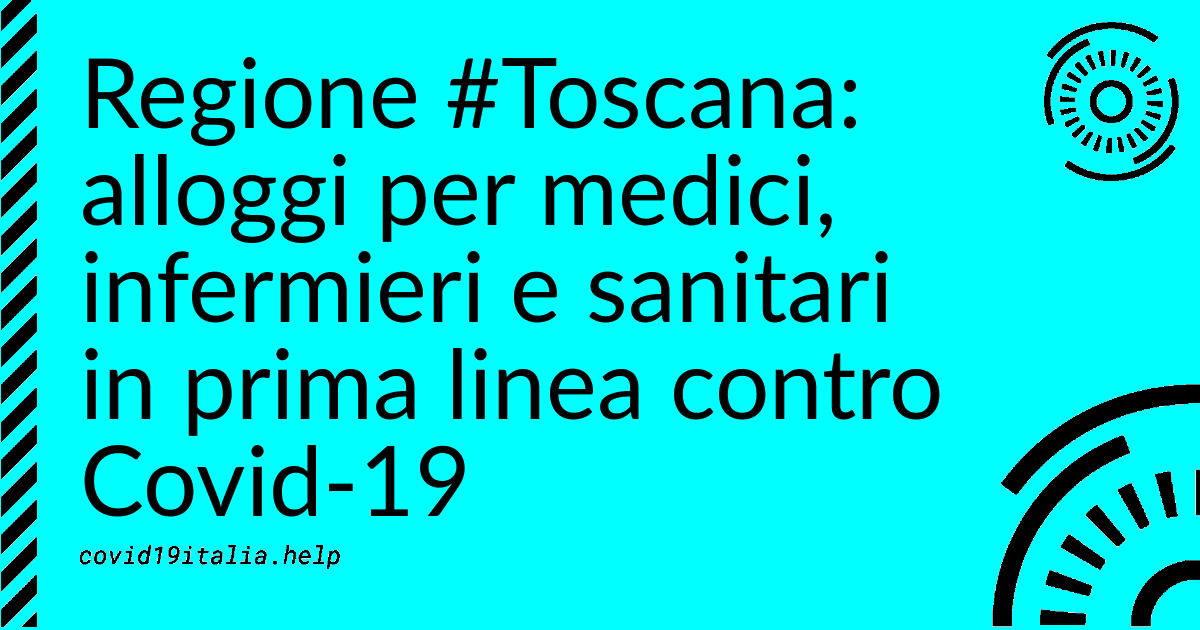 Regione #Toscana:
alloggi per medici,
infermieri e sanitari
in prima linea contro
Covid-19
covid19italia.help